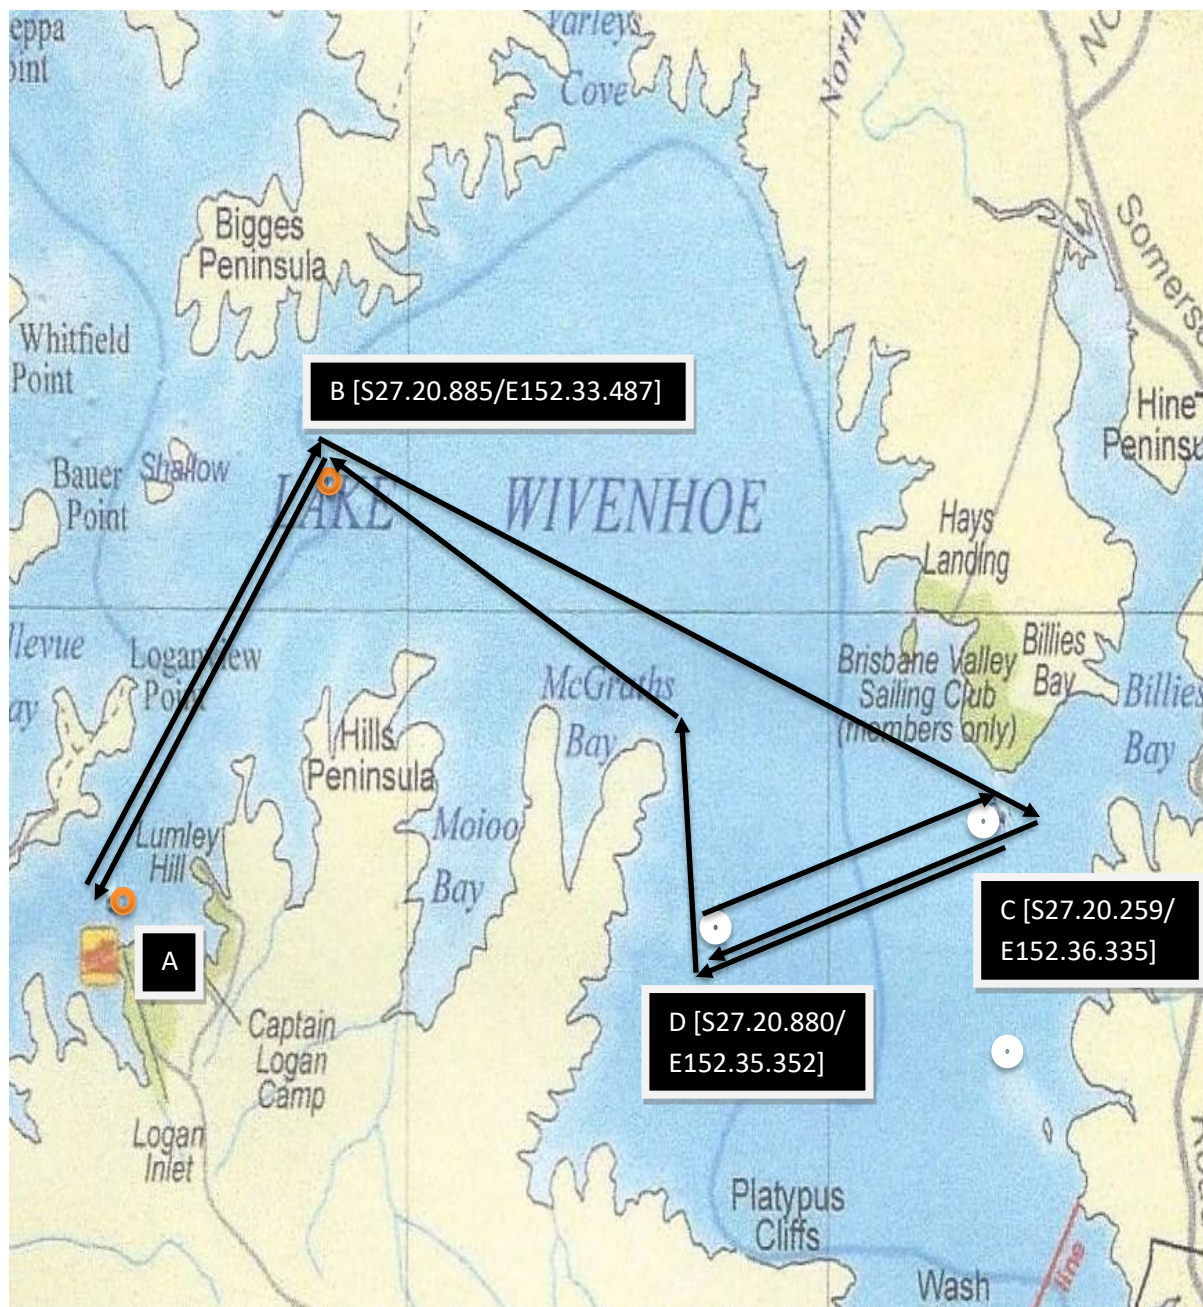 eppa
oint
Varleys
Cove
North
NO
Bigges
Peninsula
Somers
Whitfield
Point
B [S27.20.885/E152.33.487]
Hine
Peninsu
Bauer
Point
Shallow
LAKE WIVENHOE
Hays
Landing
llevue
ay
Loganview
Point
McGraths
Bay
Brisbane Valley
Sailing Club
(members only)
Billies
Bay
Billies
Bay
Hills
Peninsula
Lumley
Hill
Moioo
Bay
A
C [S27.20.259/
E152.36.335]
D [S27.20.880/
E152.35.352]
Captain
Logan
Camp
Logan
Inlet
Platypus
Cliffs
Wash
line